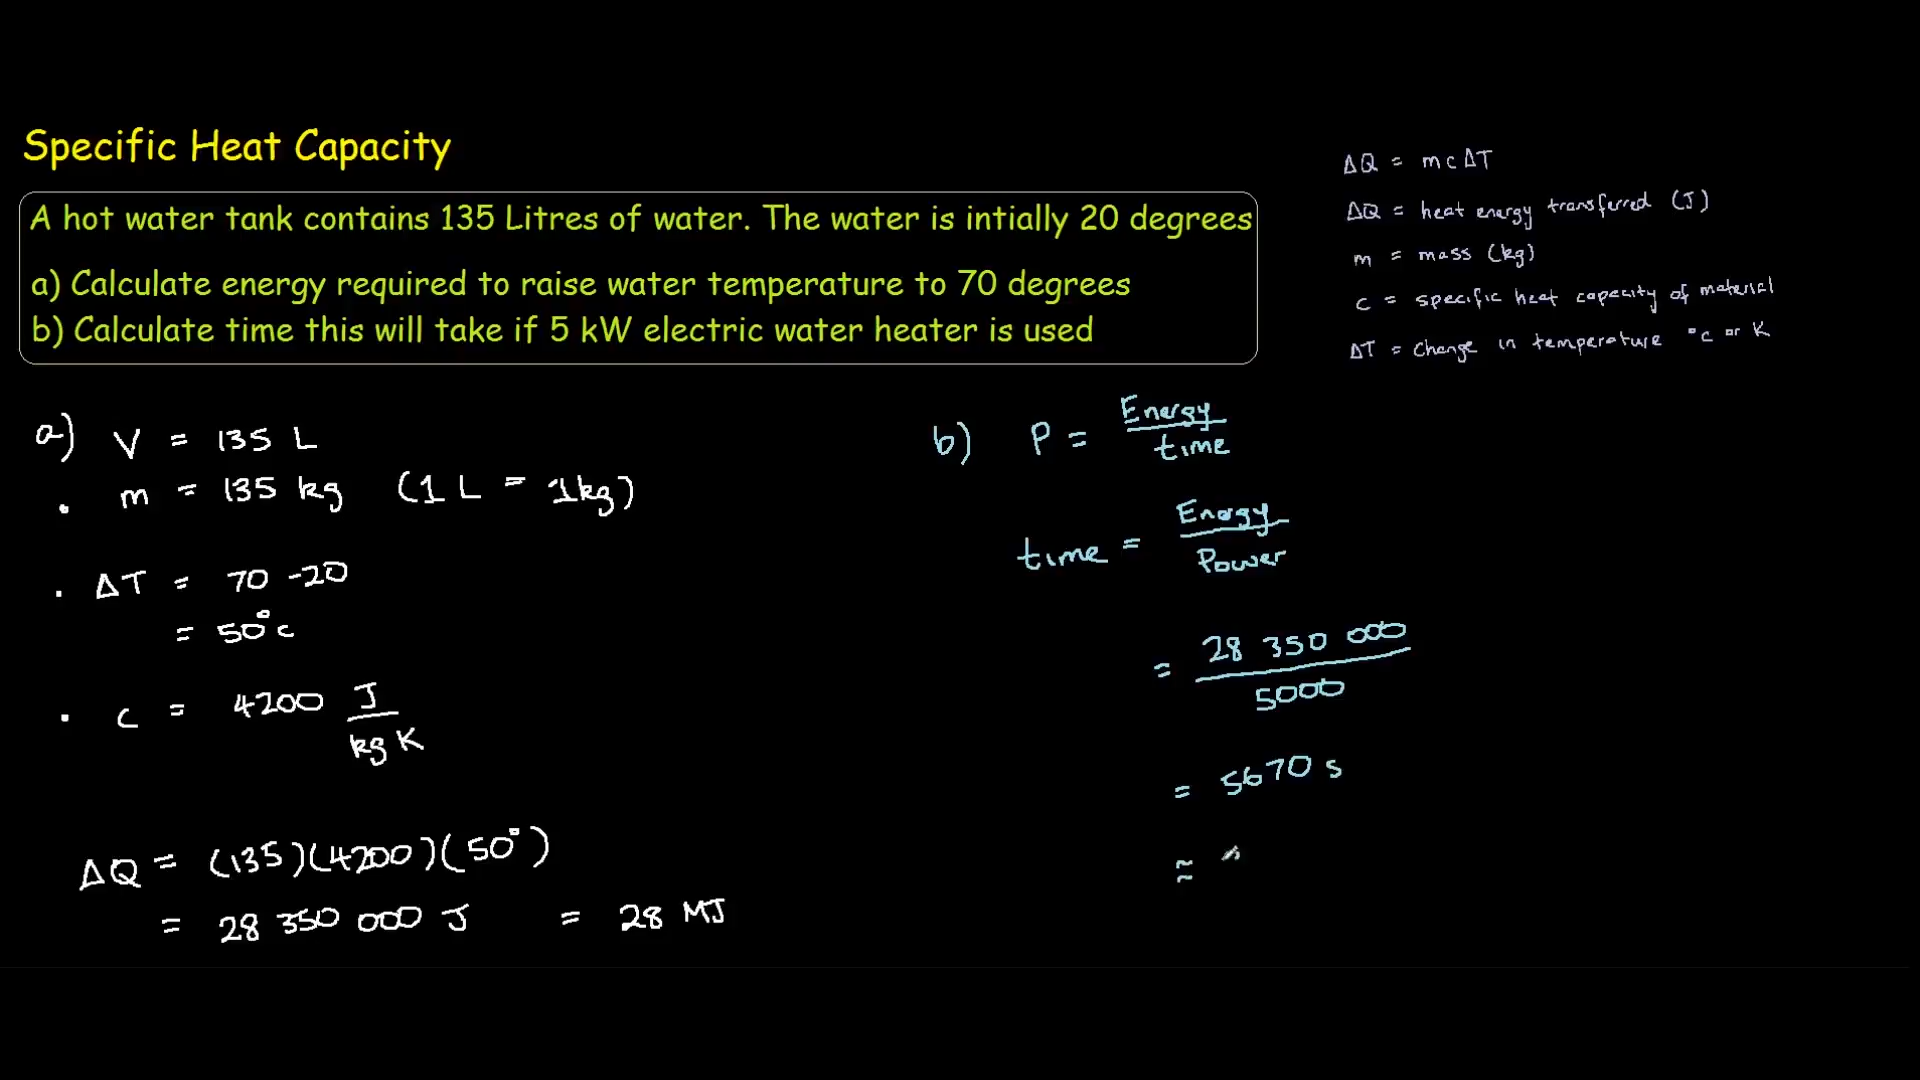 Specific Heat Capacity
A hot water tank contains 135 Litres of water. The water is intially 20 degrees
a) Calculate energy required to raise water temperature to 70 degrees
b) Calculate time this will take if 5 kW electric water heater is used
ΔQ = mcΔT
ΔQ = heat energy transferred (J)
m = mass (kg)
c = specific heat capacity of material
ΔT = change in temperature °c or K
a) V = 135 L
• m = 135 kg (1 L = 1kg)
• ΔT = 70 - 20
= 50°c
• c = 4200 J
kg K
ΔQ = (135)(4200)(50°)
= 28 350 000 J = 28 MJ
b) P = Energy
time
time = Energy
Power
= 28 350 000
5000
= 5670 s
≈